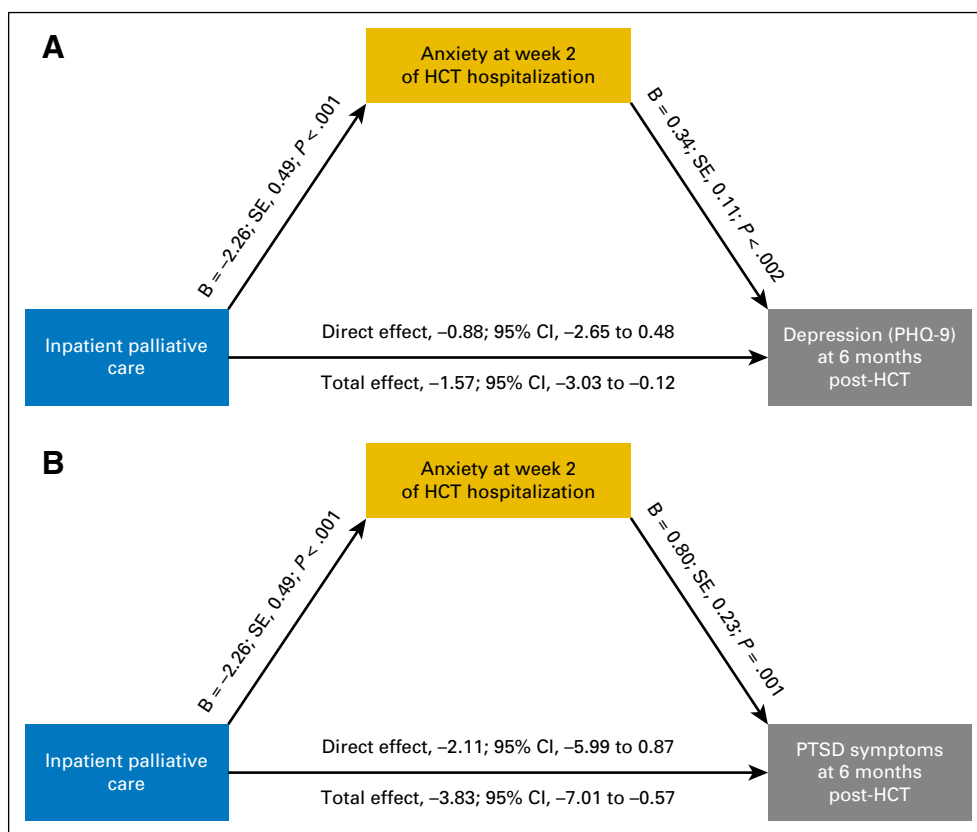 A
Anxiety at week 2
of HCT hospitalization
B = –2.26; SE, 0.49; P < .001
B = 0.34; SE, 0.11; P < .002
Inpatient palliative
care
Direct effect, –0.88; 95% CI, –2.65 to 0.48
Total effect, –1.57; 95% CI, –3.03 to –0.12
Depression (PHQ-9)
at 6 months
post-HCT
B
Anxiety at week 2
of HCT hospitalization
B = –2.26; SE, 0.49; P < .001
B = 0.80; SE, 0.23; P = .001
Inpatient palliative
care
Direct effect, –2.11; 95% CI, –5.99 to 0.87
Total effect, –3.83; 95% CI, –7.01 to –0.57
PTSD symptoms
at 6 months
post-HCT